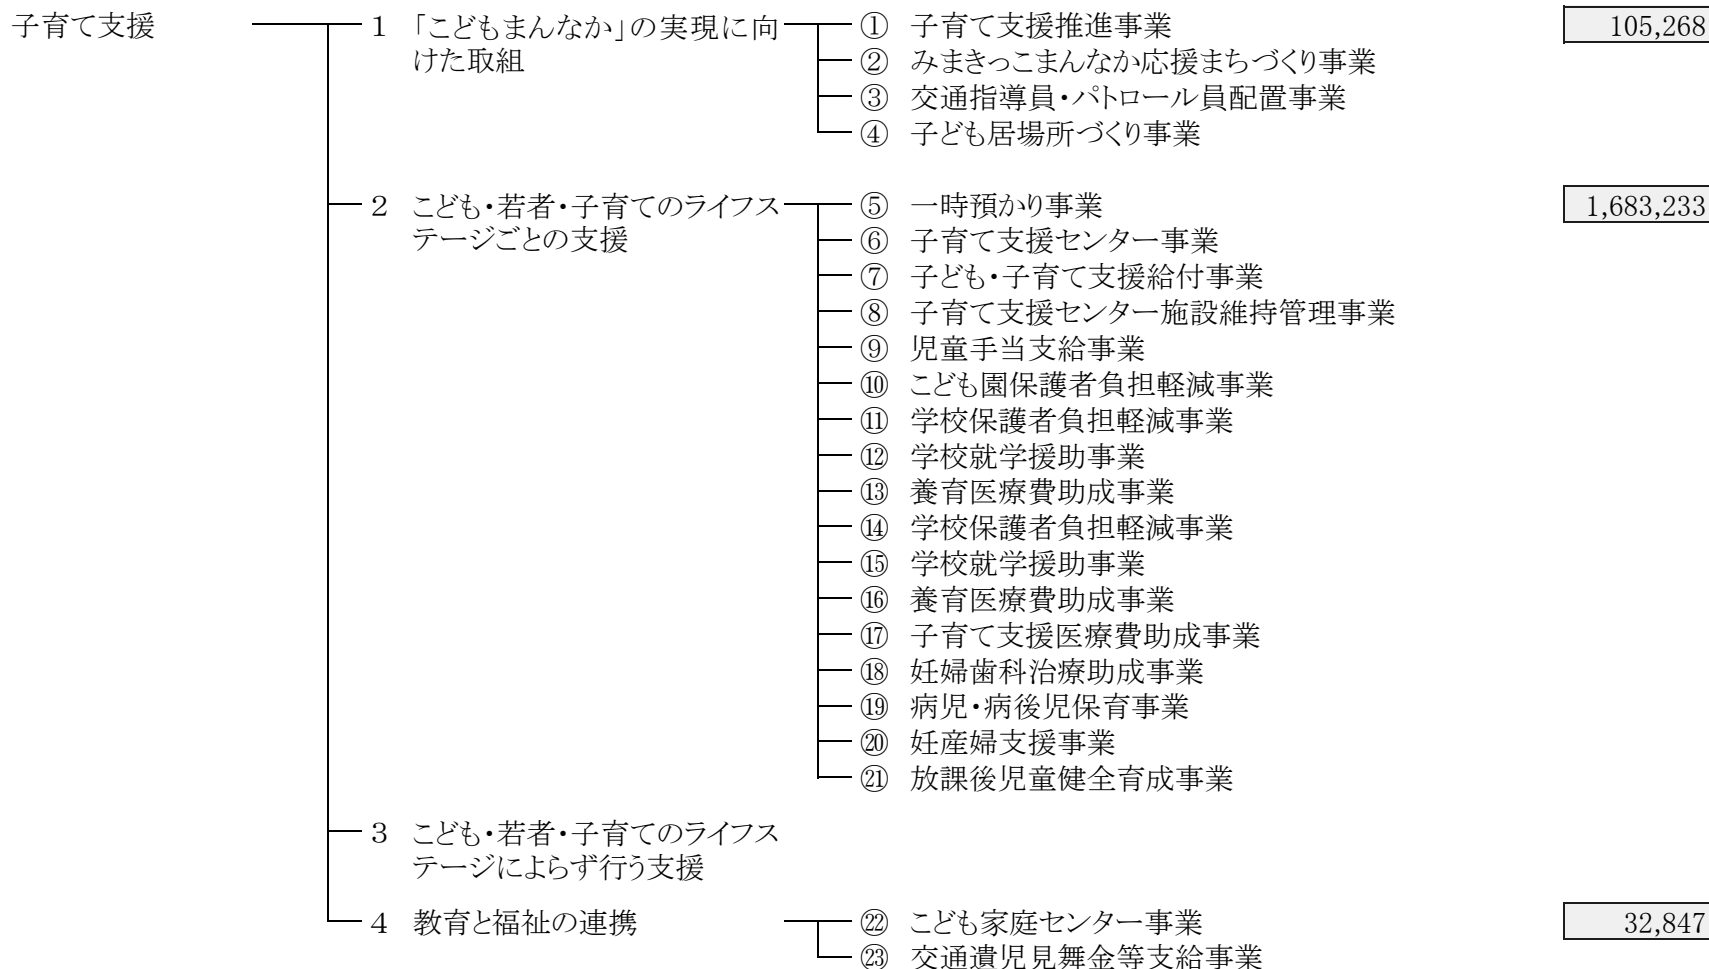 子育て支援 1 「こどもまんなか」の実現に向 ① 子育て支援推進事業 105,268
けた取組 ② みまきっこまんなか応援まちづくり事業
③ 交通指導員・パトロール員配置事業
④ 子ども居場所づくり事業
2 こども・若者・子育てのライフス ⑤ 一時預かり事業 1,683,233
テージごとの支援 ⑥ 子育て支援センター事業
⑦ 子ども・子育て支援給付事業
⑧ 子育て支援センター施設維持管理事業
⑨ 児童手当支給事業
⑩ こども園保護者負担軽減事業
⑪ 学校保護者負担軽減事業
⑫ 学校就学援助事業
⑬ 養育医療費助成事業
⑭ 学校保護者負担軽減事業
⑮ 学校就学援助事業
⑯ 養育医療費助成事業
⑰ 子育て支援医療費助成事業
⑱ 妊婦歯科治療助成事業
⑲ 病児・病後児保育事業
⑳ 妊産婦支援事業
㉑ 放課後児童健全育成事業
3 こども・若者・子育てのライフス
テージによらず行う支援
4 教育と福祉の連携 ㉒ こども家庭センター事業 32,847
㉓ 交通遺児見舞金等支給事業